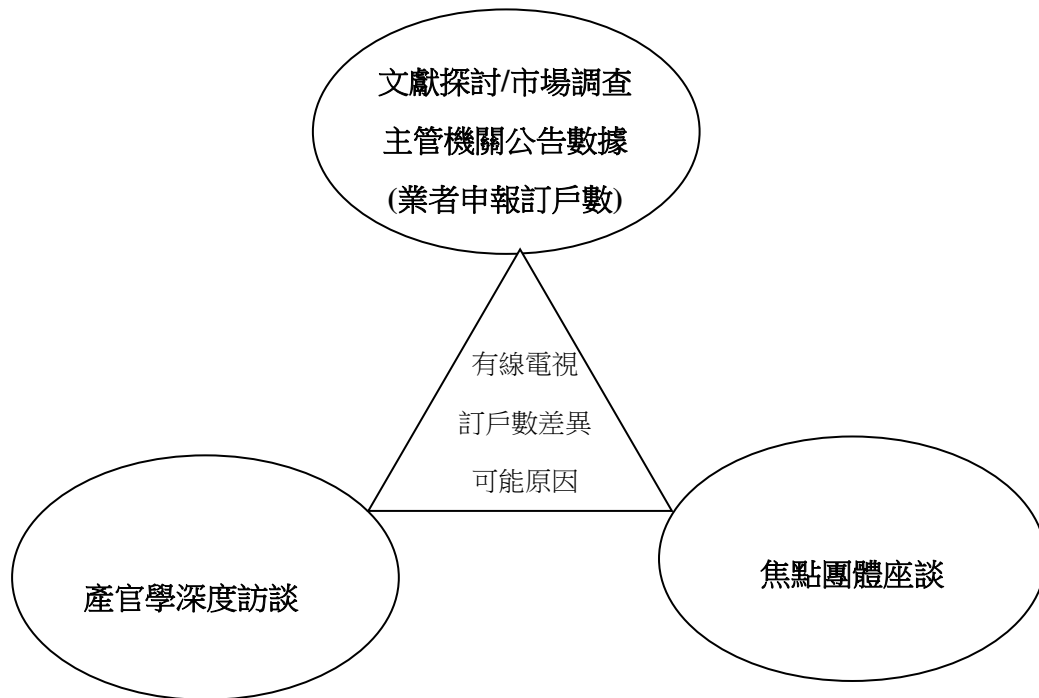 文獻探討/市場調查
主管機關公告數據
(業者申報訂戶數)
有線電視
訂戶數差異
可能原因
產官學深度訪談
焦點團體座談